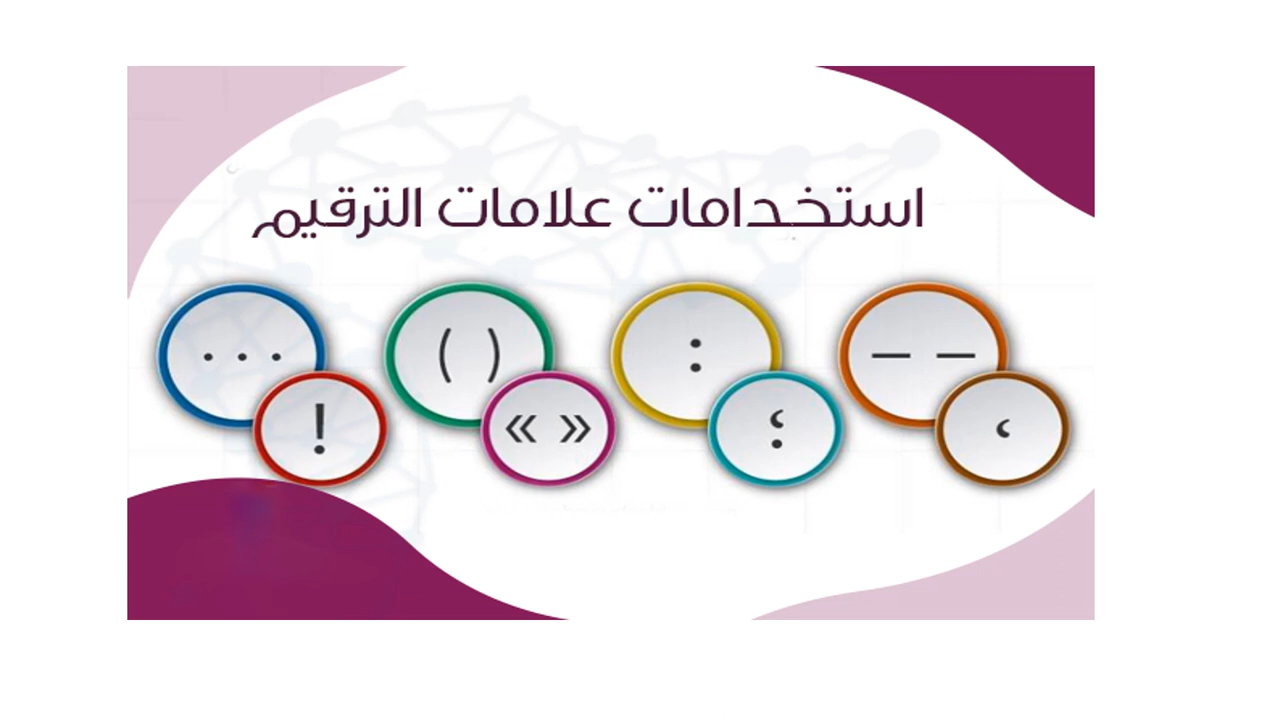 استخدامات علامات الترقيم
— — : ( ) ...
، ؛ « » !